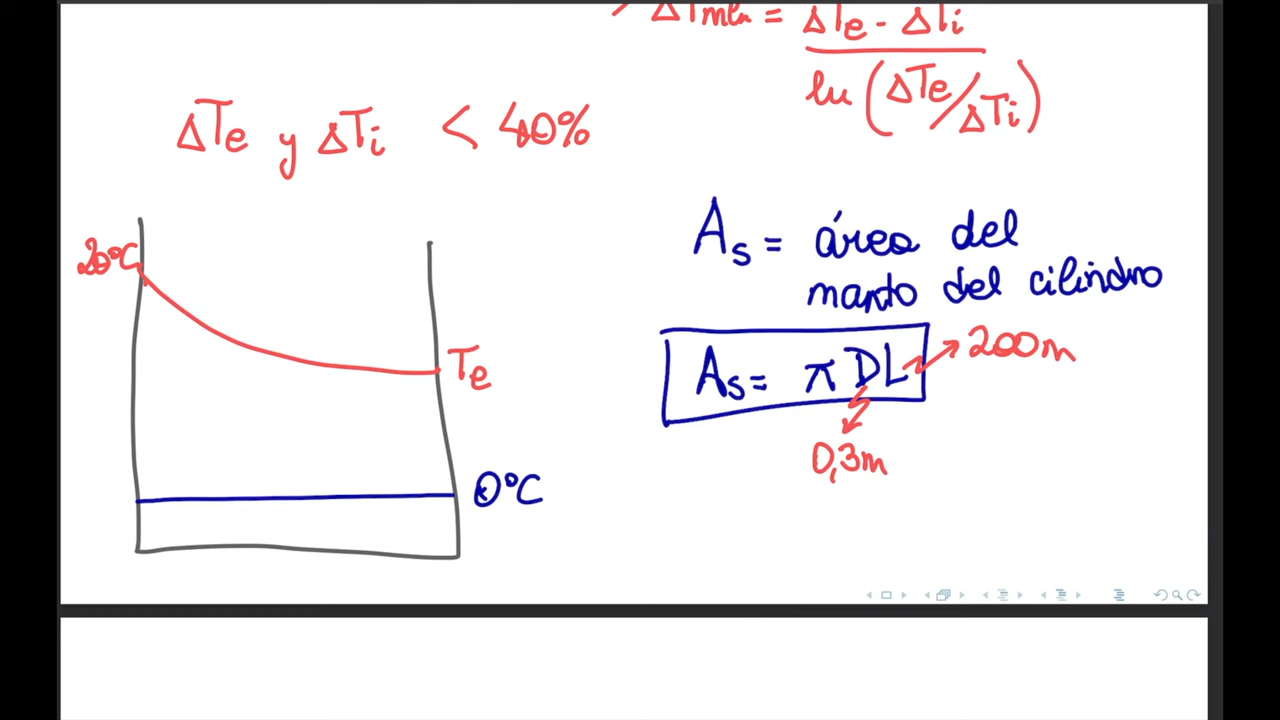 ΔTmln = ΔTe - ΔTi
ln (ΔTe/ΔTi)
ΔTe y ΔTi < 40%
As = área del
manto del cilindro
20°C
As = π DL
200m
Te
0,3m
0°C